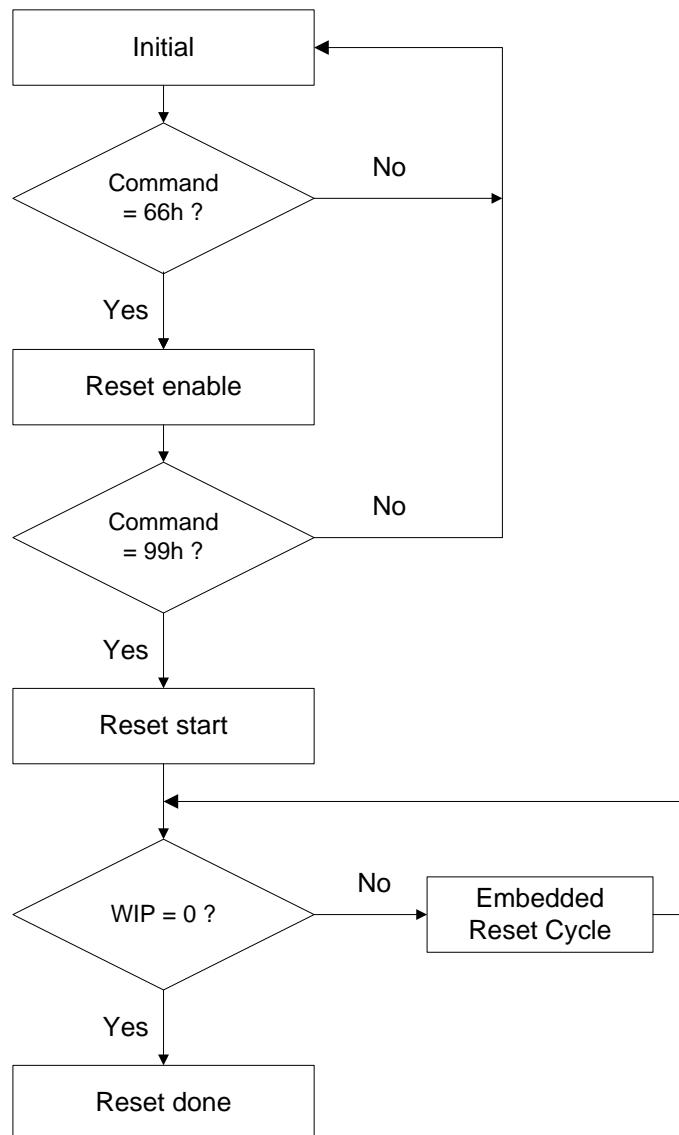 Initial
Command
= 66h ?
No
Yes
Reset enable
Command
= 99h ?
No
Yes
Reset start
WIP = 0 ?
No
Embedded
Reset Cycle
Yes
Reset done